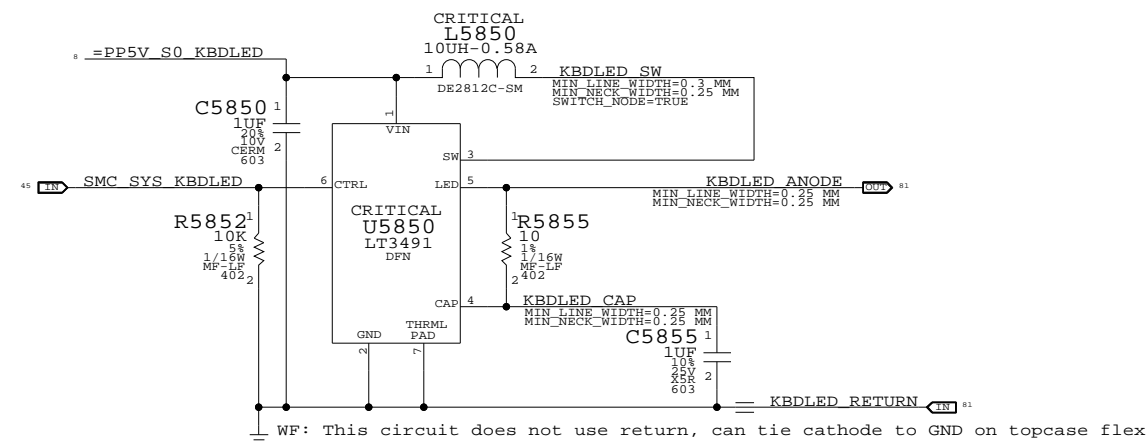 CRITICAL
L5850
10UH-0.58A
8 =PP5V_S0_KBDLED
1 2 KBDLED_SW
DE2812C-SM
MIN_LINE_WIDTH=0.3 MM
MIN_NECK_WIDTH=0.25 MM
SWITCH_NODE=TRUE
C5850 1
1UF
20%
10V
CERM 2
603
1
VIN
SW 3
45 IN SMC_SYS_KBDLED 6 CTRL
LED 5 KBDLED_ANODE OUT 81
MIN_LINE_WIDTH=0.25 MM
MIN_NECK_WIDTH=0.25 MM
R5852 1
10K
5%
1/16W
MF-LF
402 2
CRITICAL
U5850
LT3491
DFN
1 R5855
10
1%
1/16W
MF-LF
2 402
CAP 4 KBDLED_CAP
MIN_LINE_WIDTH=0.25 MM
MIN_NECK_WIDTH=0.25 MM
GND
THRML
PAD
2 7
C5855 1
1UF
10%
25V
X5R 2
603
KBDLED_RETURN IN 81
WF: This circuit does not use return, can tie cathode to GND on topcase flex